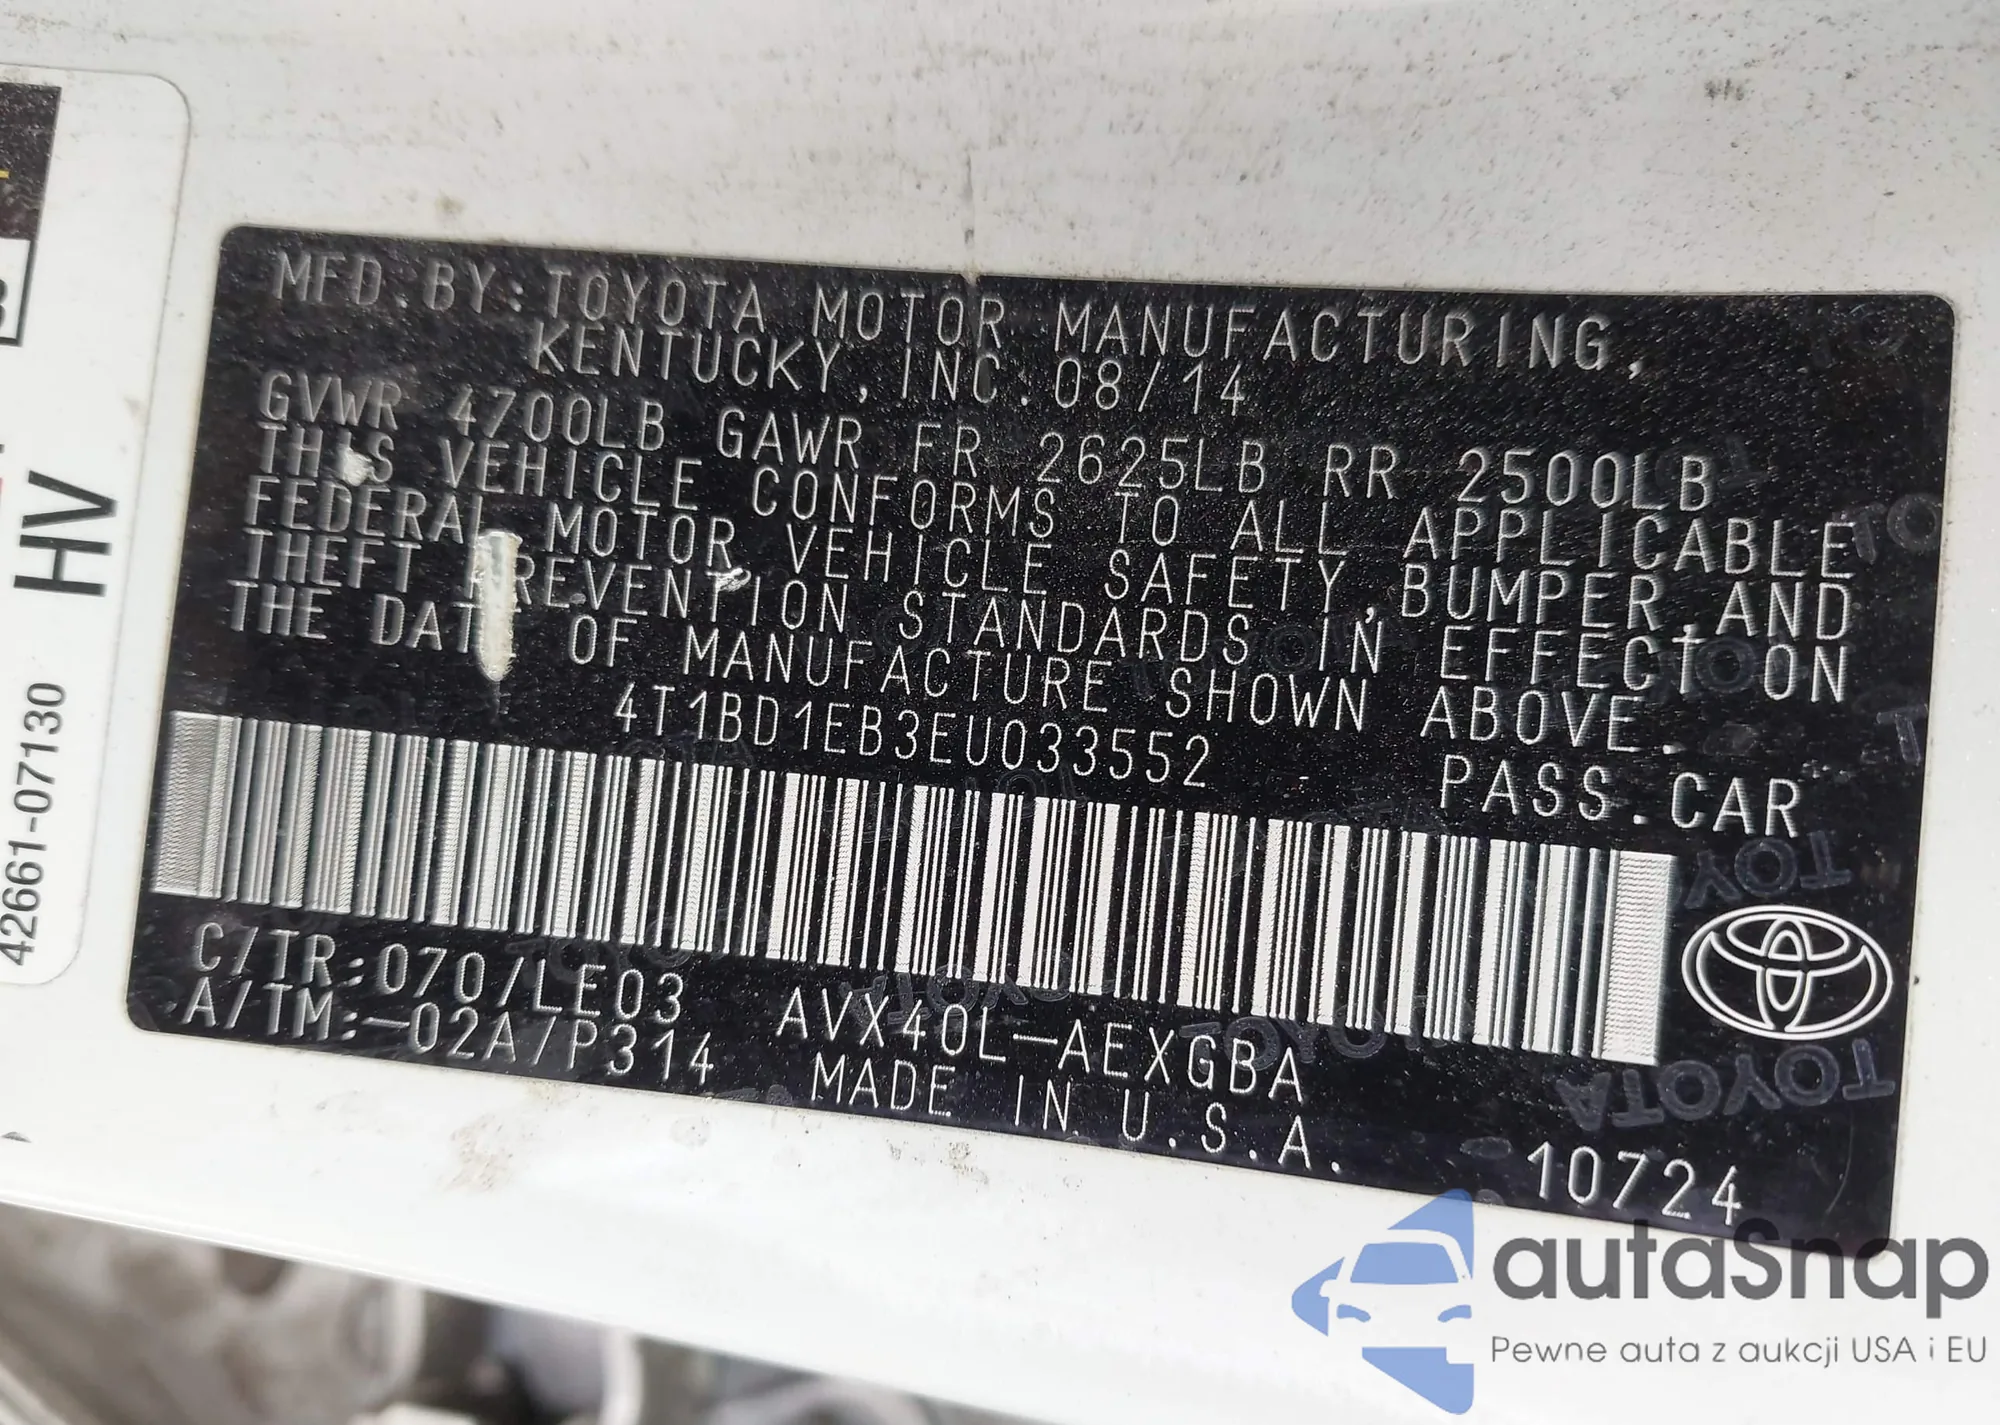 MFD.BY:TOYOTA MOTOR MANUFACTURING,
KENTUCKY,INC.08/14
GVWR 4700LB GAWR FR 2625LB RR 2500LB
THIS VEHICLE CONFORMS TO ALL APPLICABLE
FEDERAL MOTOR VEHICLE SAFETY,BUMPER,AND
THEFT PREVENTION STANDARDS IN EFFECT ON
THE DATE OF MANUFACTURE SHOWN ABOVE.
4T1BD1EB3EU033552
PASS.CAR
C/TR:070/LE03
AVX40L-AEXGBA
A/TM:-02A/P314
MADE IN U.S.A.
10724
TOYOTA
HV
42661-07130
autaSnap
Pewne auta z aukcji USA i EU